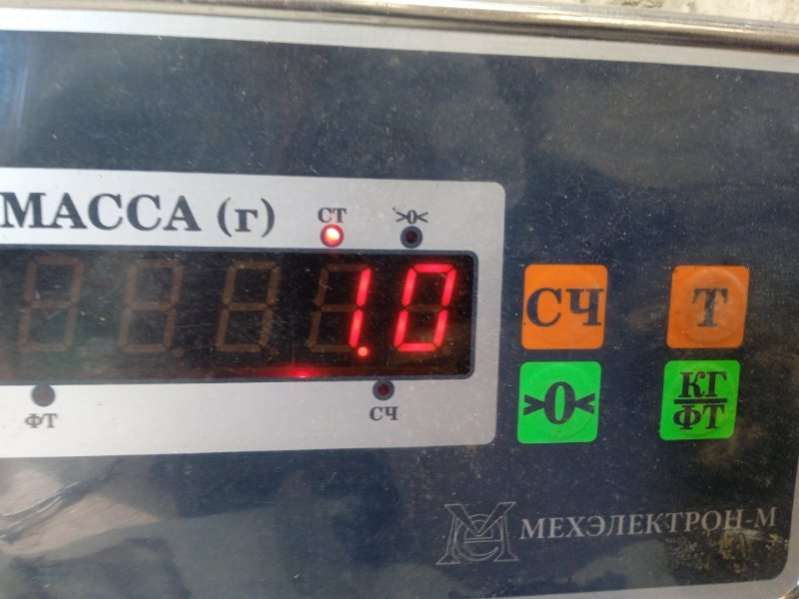 МАССА (г)
СТ
>0<
1.0
ФТ
СЧ
СЧ
Т
>0<
КГ
ФТ
МЕХЭЛЕКТРОН-М